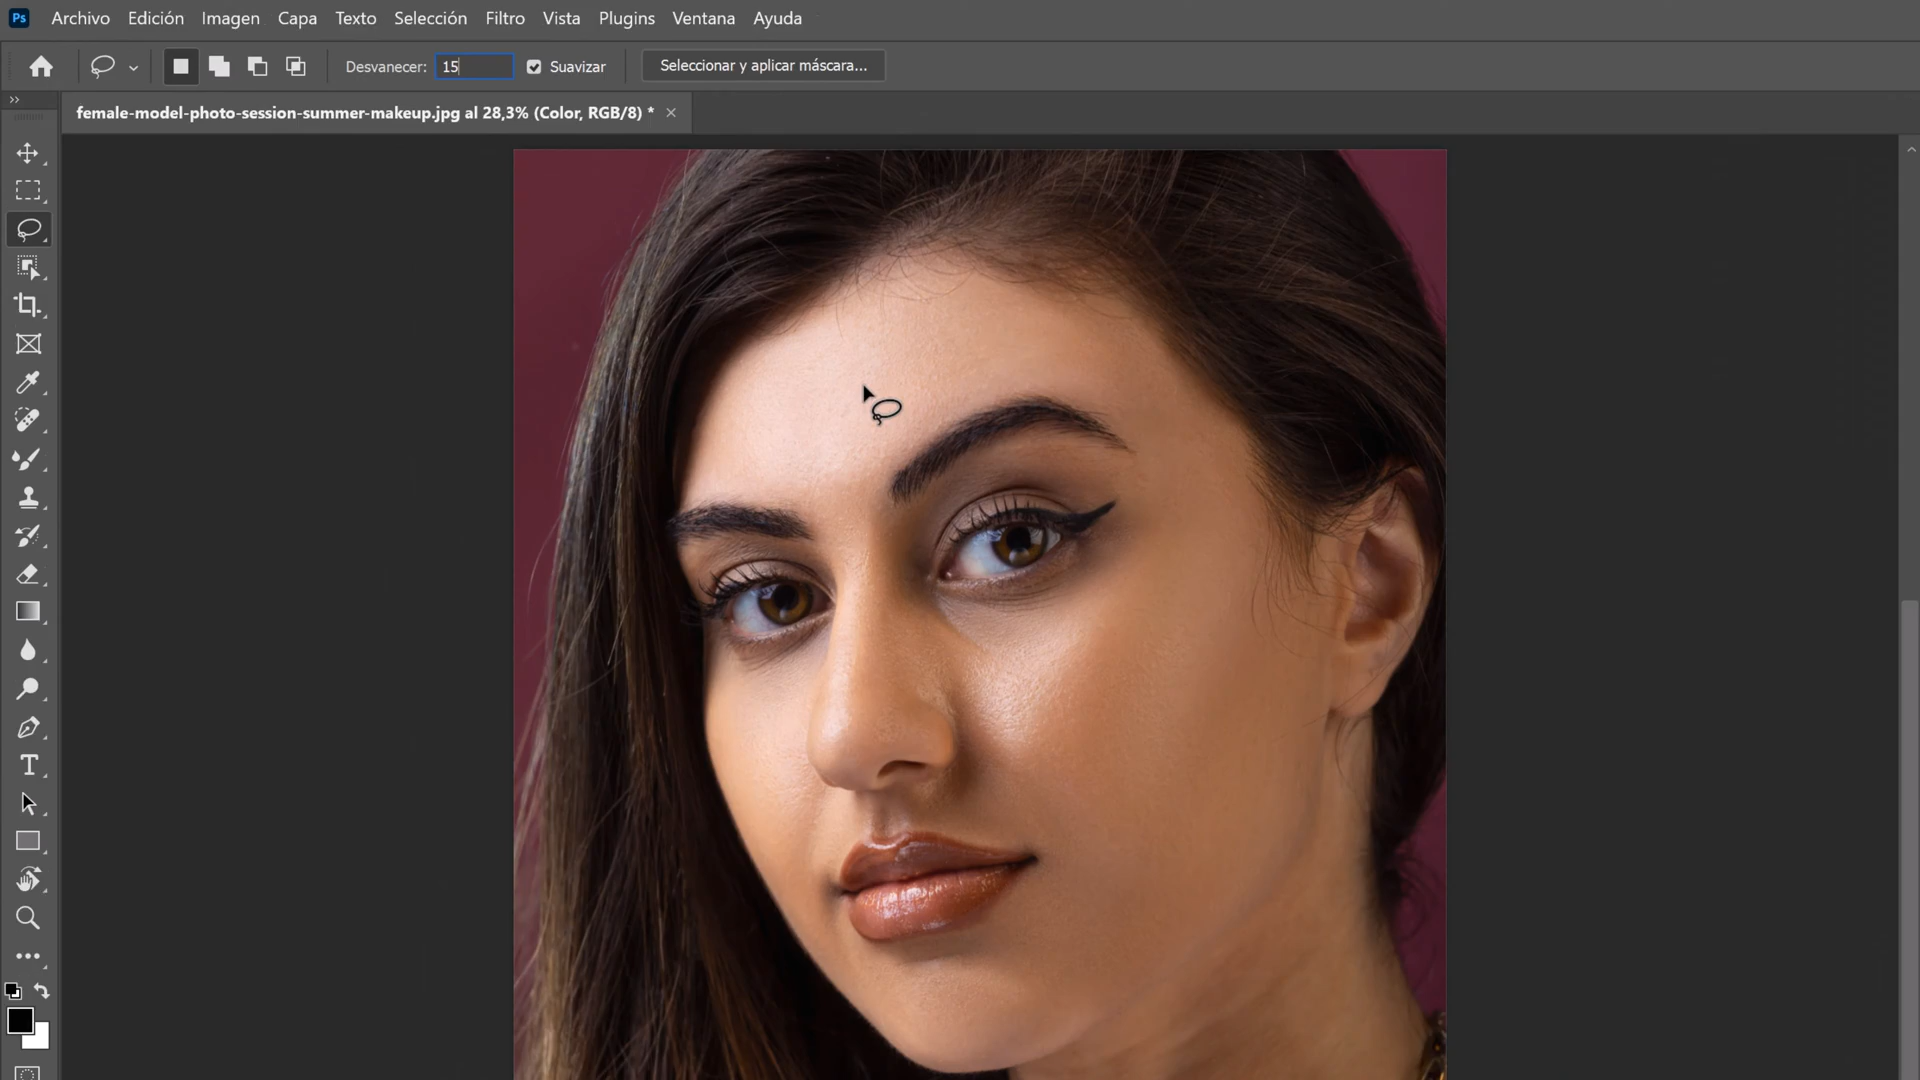 Ps Archivo Edición Imagen Capa Texto Selección Filtro Vista Plugins Ventana Ayuda
Desvanecer: 15 Suavizar Seleccionar y aplicar máscara...
female-model-photo-session-summer-makeup.jpg al 28,3% (Color, RGB/8) *